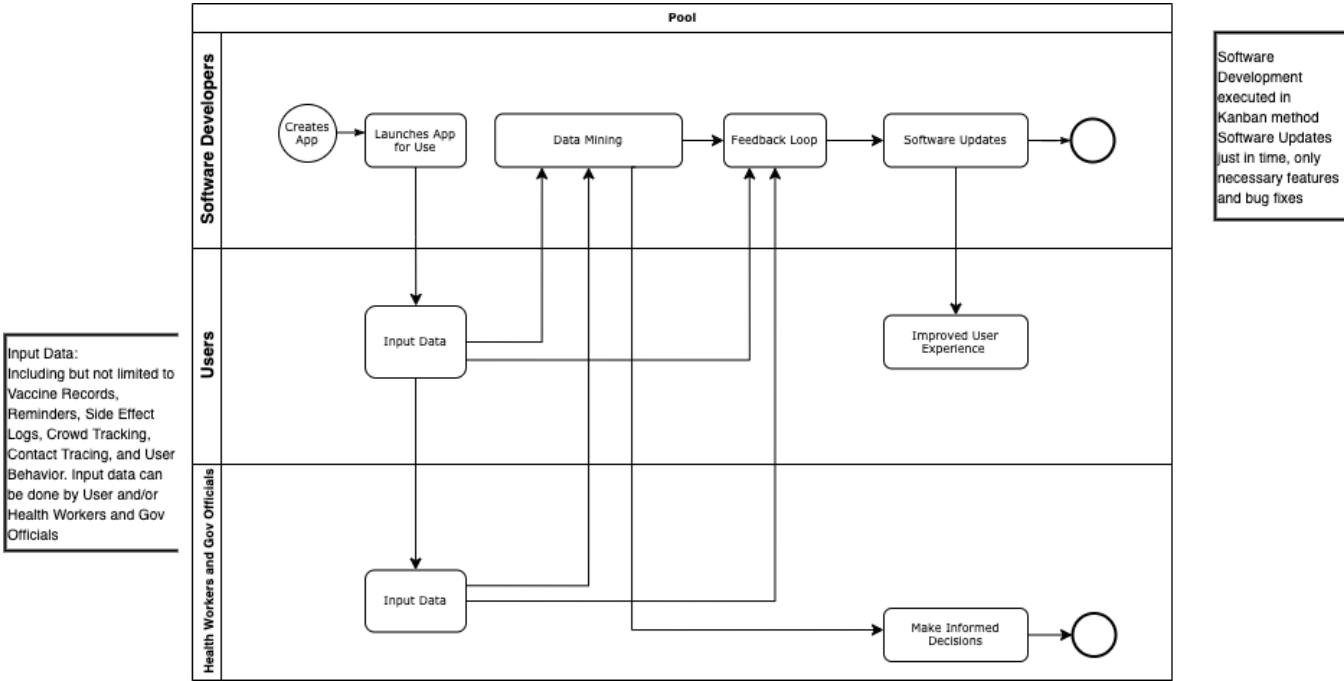 Pool
Software Developers
Creates
App
Launches App
for Use
Data Mining
Feedback Loop
Software Updates
Software
Development
executed in
Kanban method
Software Updates
just in time, only
necessary features
and bug fixes
Users
Input Data
Improved User
Experience
Input Data:
Including but not limited to
Vaccine Records,
Reminders, Side Effect
Logs, Crowd Tracking,
Contact Tracing, and User
Behavior. Input data can
be done by User and/or
Health Workers and Gov
Officials
Health Workers and Gov Officials
Input Data
Make Informed
Decisions